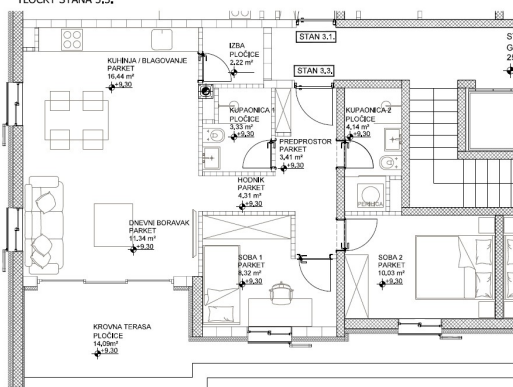 TLOCRT STANA 3.3.
STAN 3.1.
STAN 3.3.
IZBA
PLOČICE
2,22 m²
KUHINJA / BLAGOVANJE
PARKET
16,44 m²
+9,30
KUPAONICA 1
PLOČICE
3,33 m²
+9,30
KUPAONICA 2
PLOČICE
4,14 m²
+9,30
PREDPROSTOR
PARKET
3,41 m²
+9,30
HODNIK
PARKET
4,31 m²
+9,30
PERILICA
DNEVNI BORAVAK
PARKET
11,34 m²
+9,30
SOBA 1
PARKET
8,32 m²
+9,30
SOBA 2
PARKET
10,03 m²
+9,30
KROVNA TERASA
PLOČICE
14,09m²
+9,30